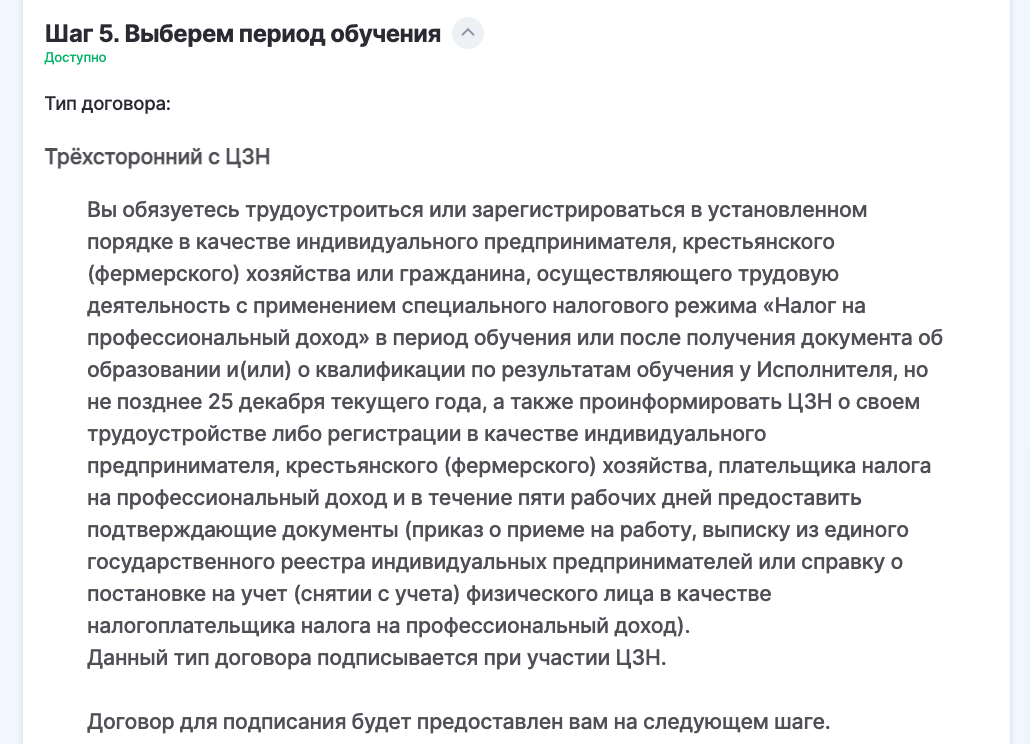 Шаг 5. Выберем период обучения
Доступно
Тип договора:
Трёхсторонний с ЦЗН
Вы обязуетесь трудоустроиться или зарегистрироваться в установленном
порядке в качестве индивидуального предпринимателя, крестьянского
(фермерского) хозяйства или гражданина, осуществляющего трудовую
деятельность с применением специального налогового режима «Налог на
профессиональный доход» в период обучения или после получения документа об
образовании и(или) о квалификации по результатам обучения у Исполнителя, но
не позднее 25 декабря текущего года, а также проинформировать ЦЗН о своем
трудоустройстве либо регистрации в качестве индивидуального
предпринимателя, крестьянского (фермерского) хозяйства, плательщика налога
на профессиональный доход и в течение пяти рабочих дней предоставить
подтверждающие документы (приказ о приеме на работу, выписку из единого
государственного реестра индивидуальных предпринимателей или справку о
постановке на учет (снятии с учета) физического лица в качестве
налогоплательщика налога на профессиональный доход).
Данный тип договора подписывается при участии ЦЗН.
Договор для подписания будет предоставлен вам на следующем шаге.